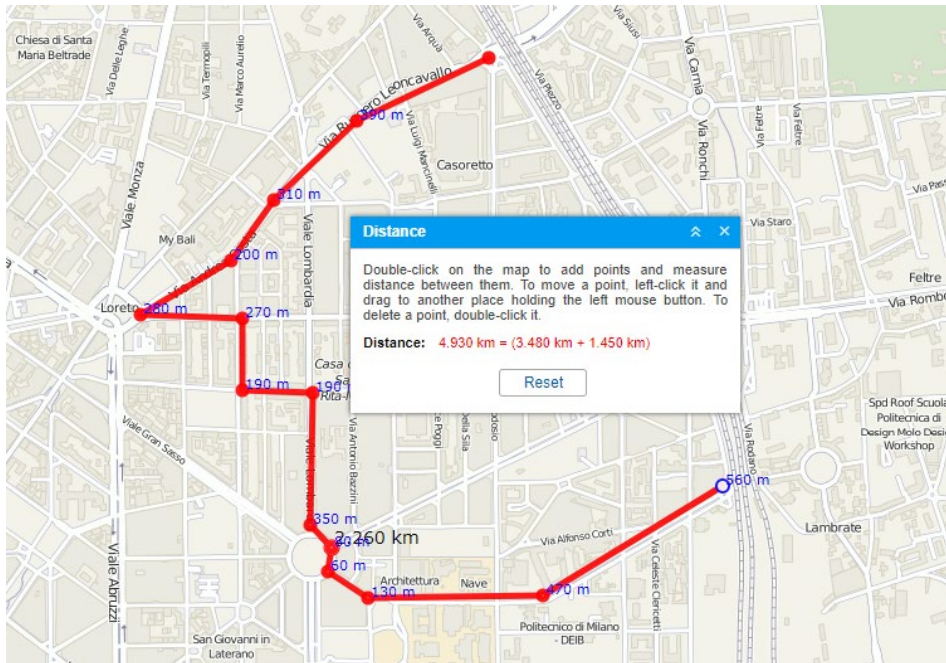 Chiesa di Santa
Maria Beltrade
Via Delle Leghe
Via Termopili
Via Marco Aurelio
Via Arquà
Via Siusi
Via Piezzo
Via Carnia
Via Ronchi
Via Feltre
Via Feltre
Via Leoncavallo
390 m
Via Luigi Mancinelli
Casoretto
Viale Monza
310 m
Viale Lombardia
My Bali
200 m
Via Andrea
Via Staro
Feltre
Loreto
280 m
270 m
Distance
Double-click on the map to add points and measure
distance between them. To move a point, left-click it and
drag to another place holding the left mouse button. To
delete a point, double-click it.
Distance: 4.930 km = (3.480 km + 1.450 km)
Reset
Casa
190 m
190
Viale Gran Sasso
Viale
Via Antonio Bazzini
Via Rodano
Spd Roof Scuola
Politecnica di
Design Molo
Workshop
560 m
350 m
2.260 km
60 m
Via Alfonso Corti
Lambrate
Viale Abruzzi
Architettura
Nave
130 m
470 m
Via Celeste Clericetti
San Giovanni in
Laterano
Politecnico di Milano
- DEIB